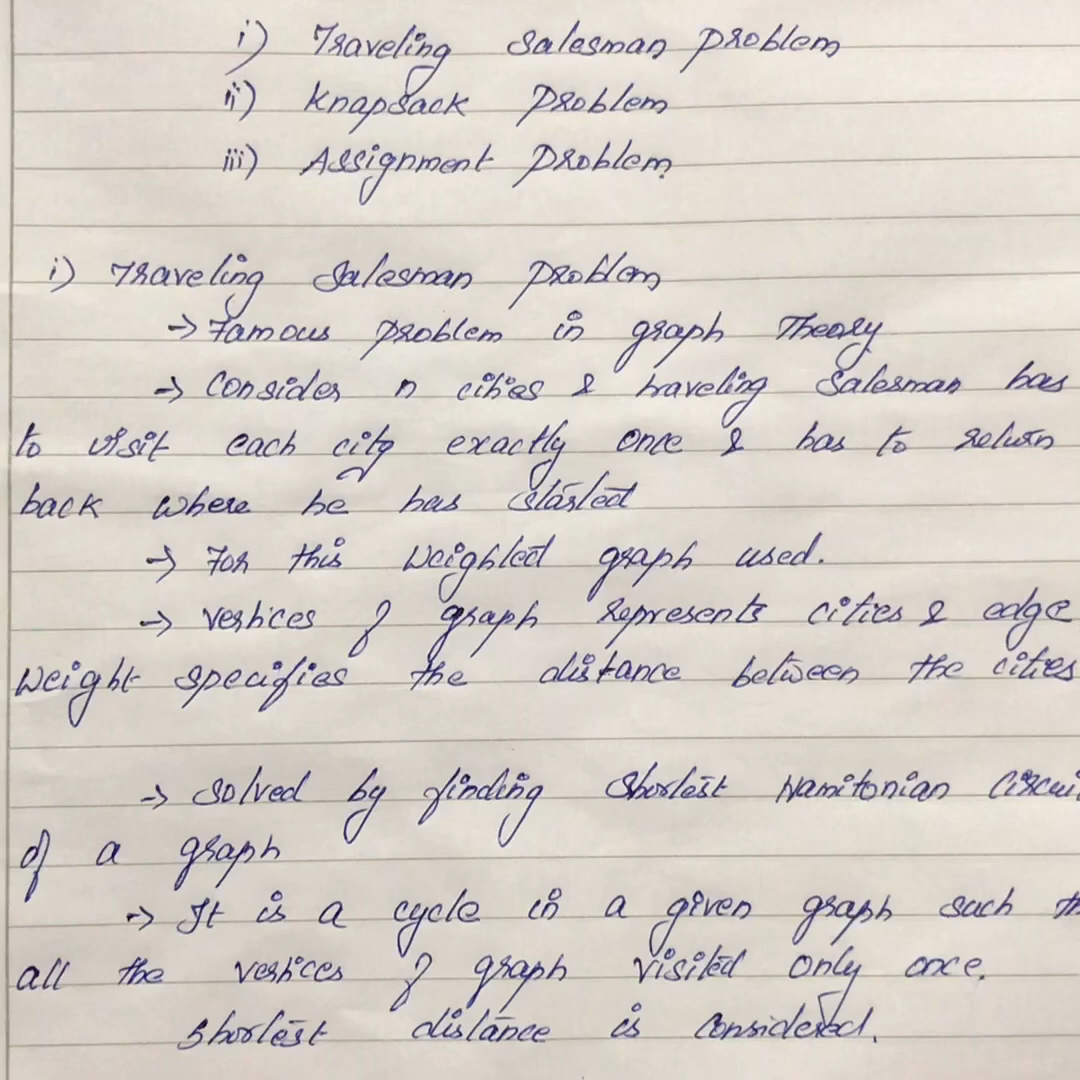 i) Traveling Salesman problem
ii) Knapsack Problem
iii) Assignment Problem
i) Traveling Salesman problem
→ Famous problem in graph Theory
→ Consider n cities & traveling Salesman has
to visit each city exactly once & has to return
back where he has started
→ For this weighted graph used.
→ vertices of graph represents cities & edge
weight specifies the distance between the cities
→ Solved by finding Shortest Hamitonian Circui
of a graph
→ It is a cycle in a given graph such th
all the vertices of graph visited only once.
Shortest distance is considered.